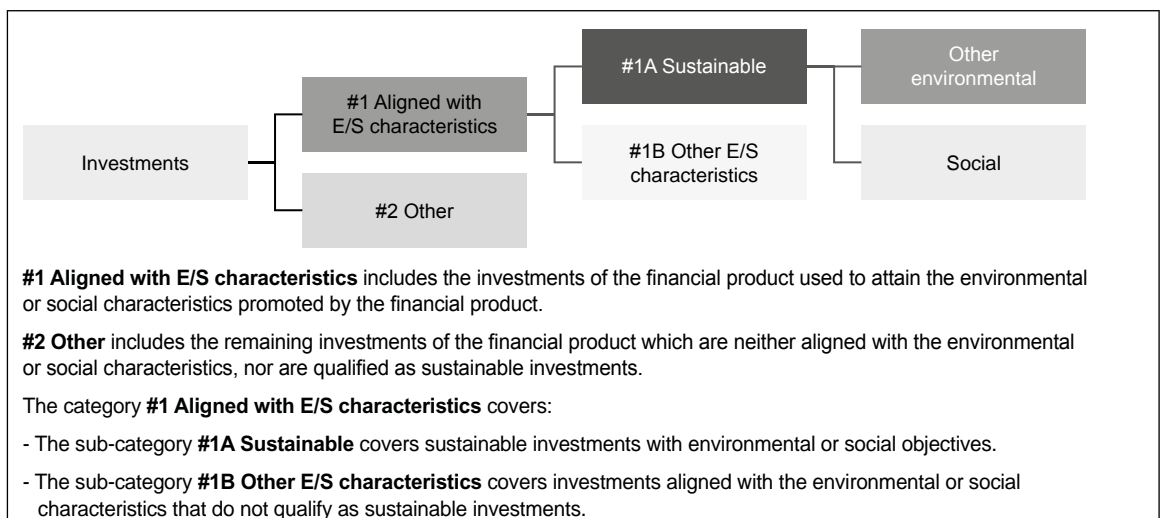 Investments
#1 Aligned with
E/S characteristics
#2 Other
#1A Sustainable
#1B Other E/S
characteristics
Other
environmental
Social
#1 Aligned with E/S characteristics includes the investments of the financial product used to attain the environmental
or social characteristics promoted by the financial product.
#2 Other includes the remaining investments of the financial product which are neither aligned with the environmental
or social characteristics, nor are qualified as sustainable investments.
The category #1 Aligned with E/S characteristics covers:
- The sub-category #1A Sustainable covers sustainable investments with environmental or social objectives.
- The sub-category #1B Other E/S characteristics covers investments aligned with the environmental or social
characteristics that do not qualify as sustainable investments.